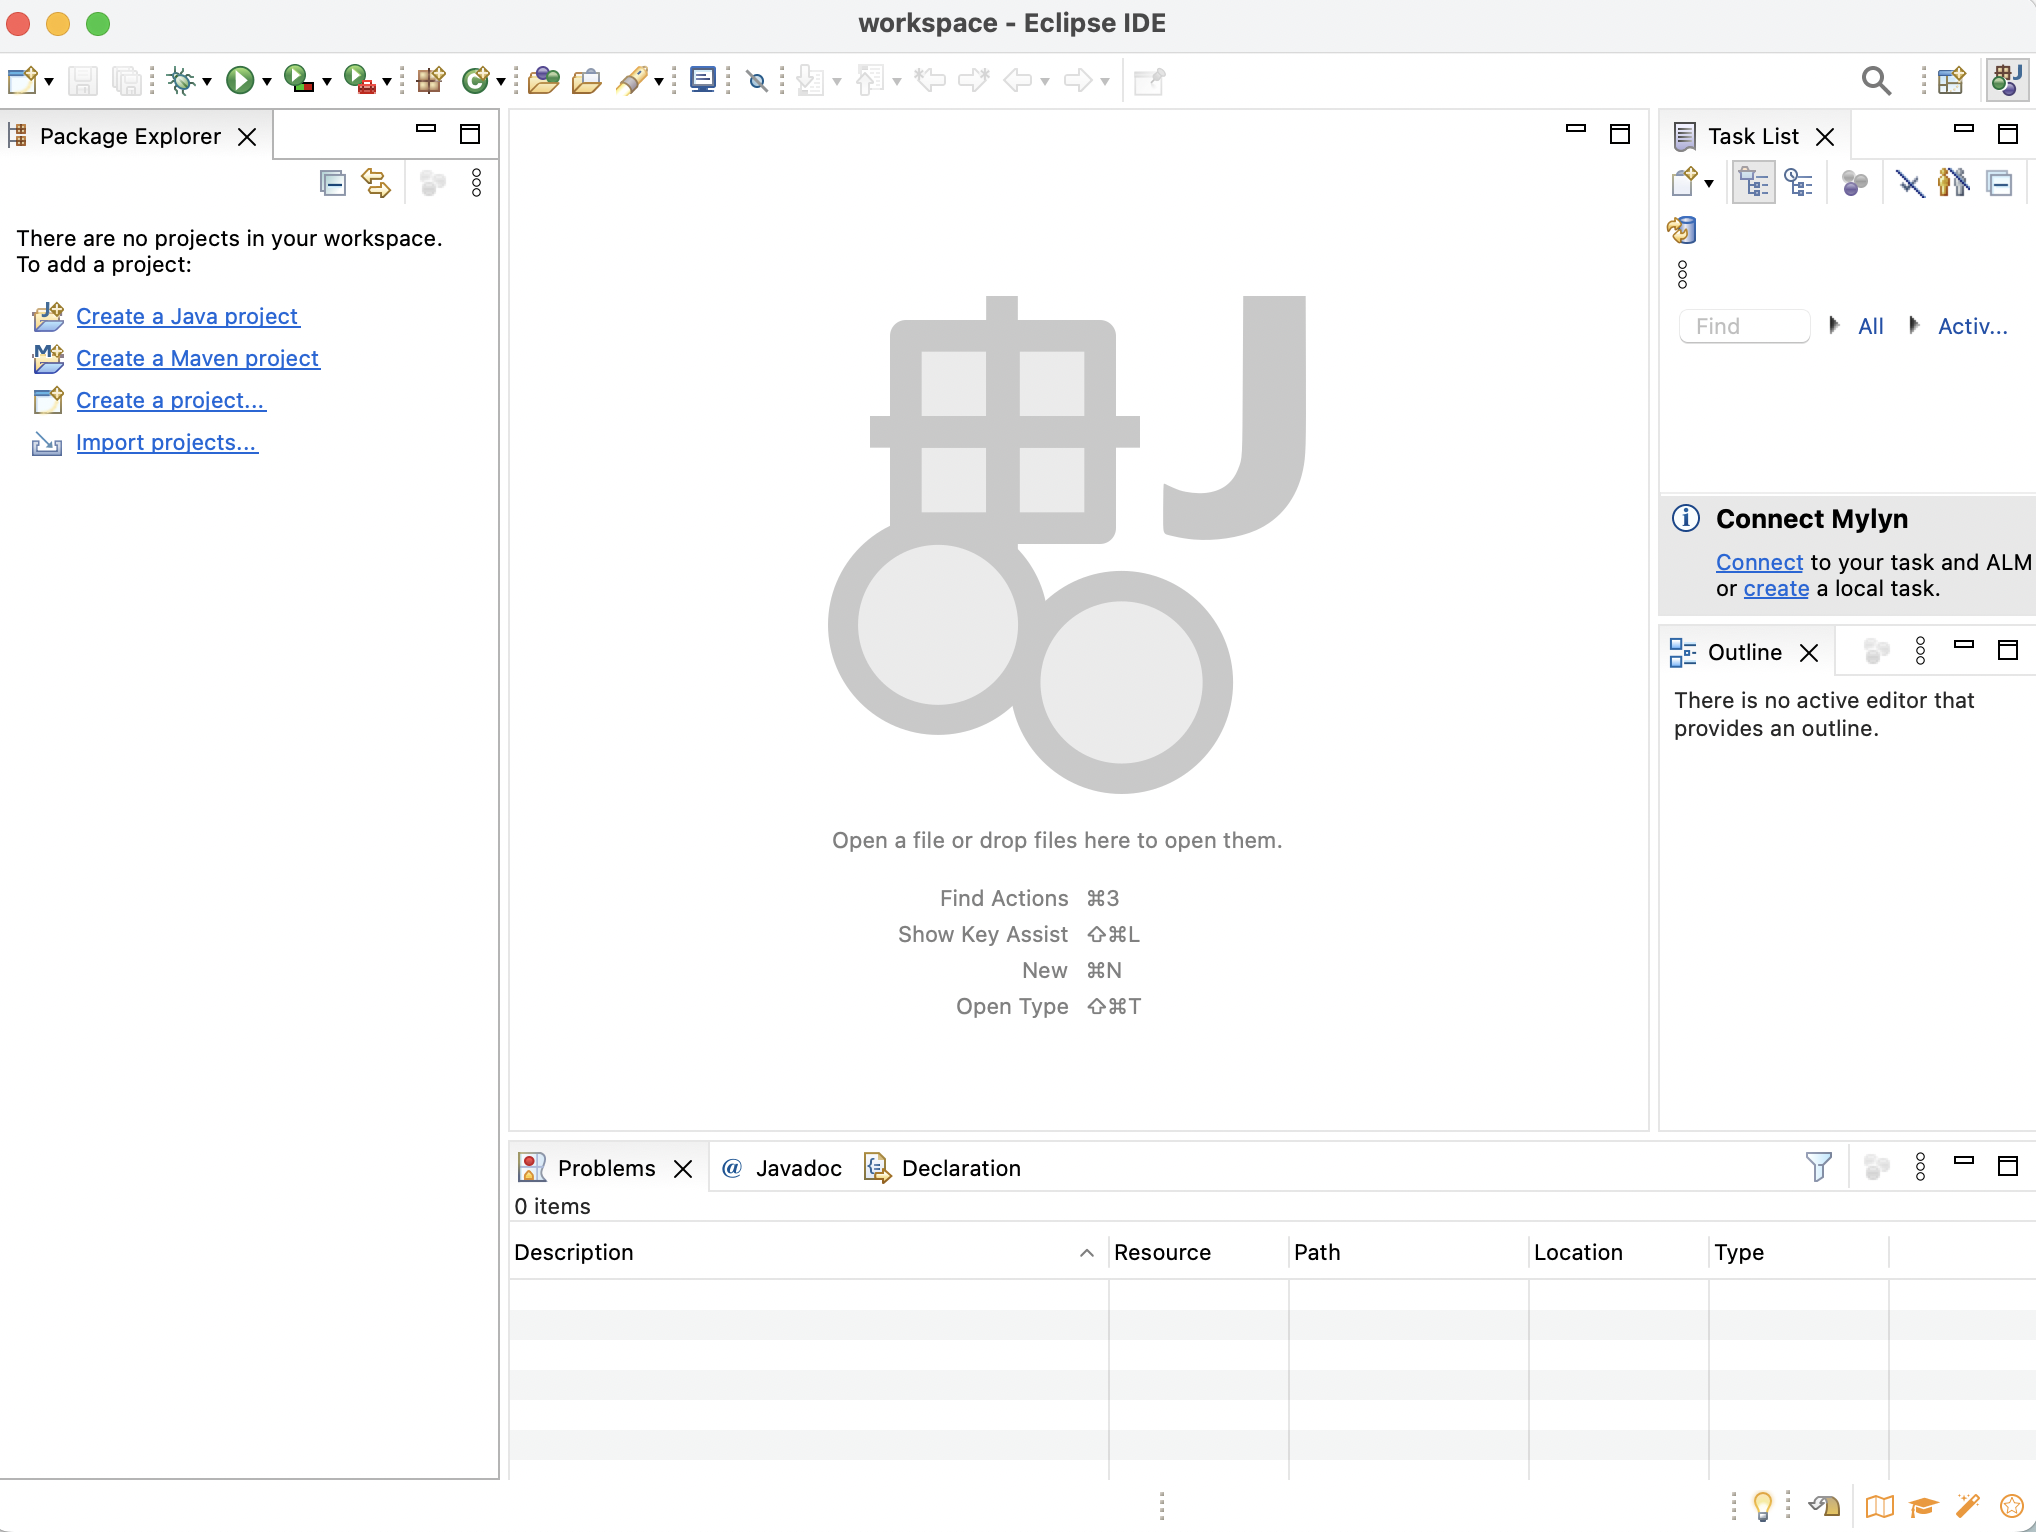 workspace - Eclipse IDE
Package Explorer
There are no projects in your workspace.
To add a project:
Create a Java project
Create a Maven project
Create a project...
Import projects...
Open a file or drop files here to open them.
Find Actions ⌘3
Show Key Assist ⇧⌘L
New ⌘N
Open Type ⇧⌘T
Task List
Find All Activ...
Connect Mylyn
Connect to your task and ALM
or create a local task.
Outline
There is no active editor that
provides an outline.
Problems @ Javadoc Declaration
0 items
Description Resource Path Location Type